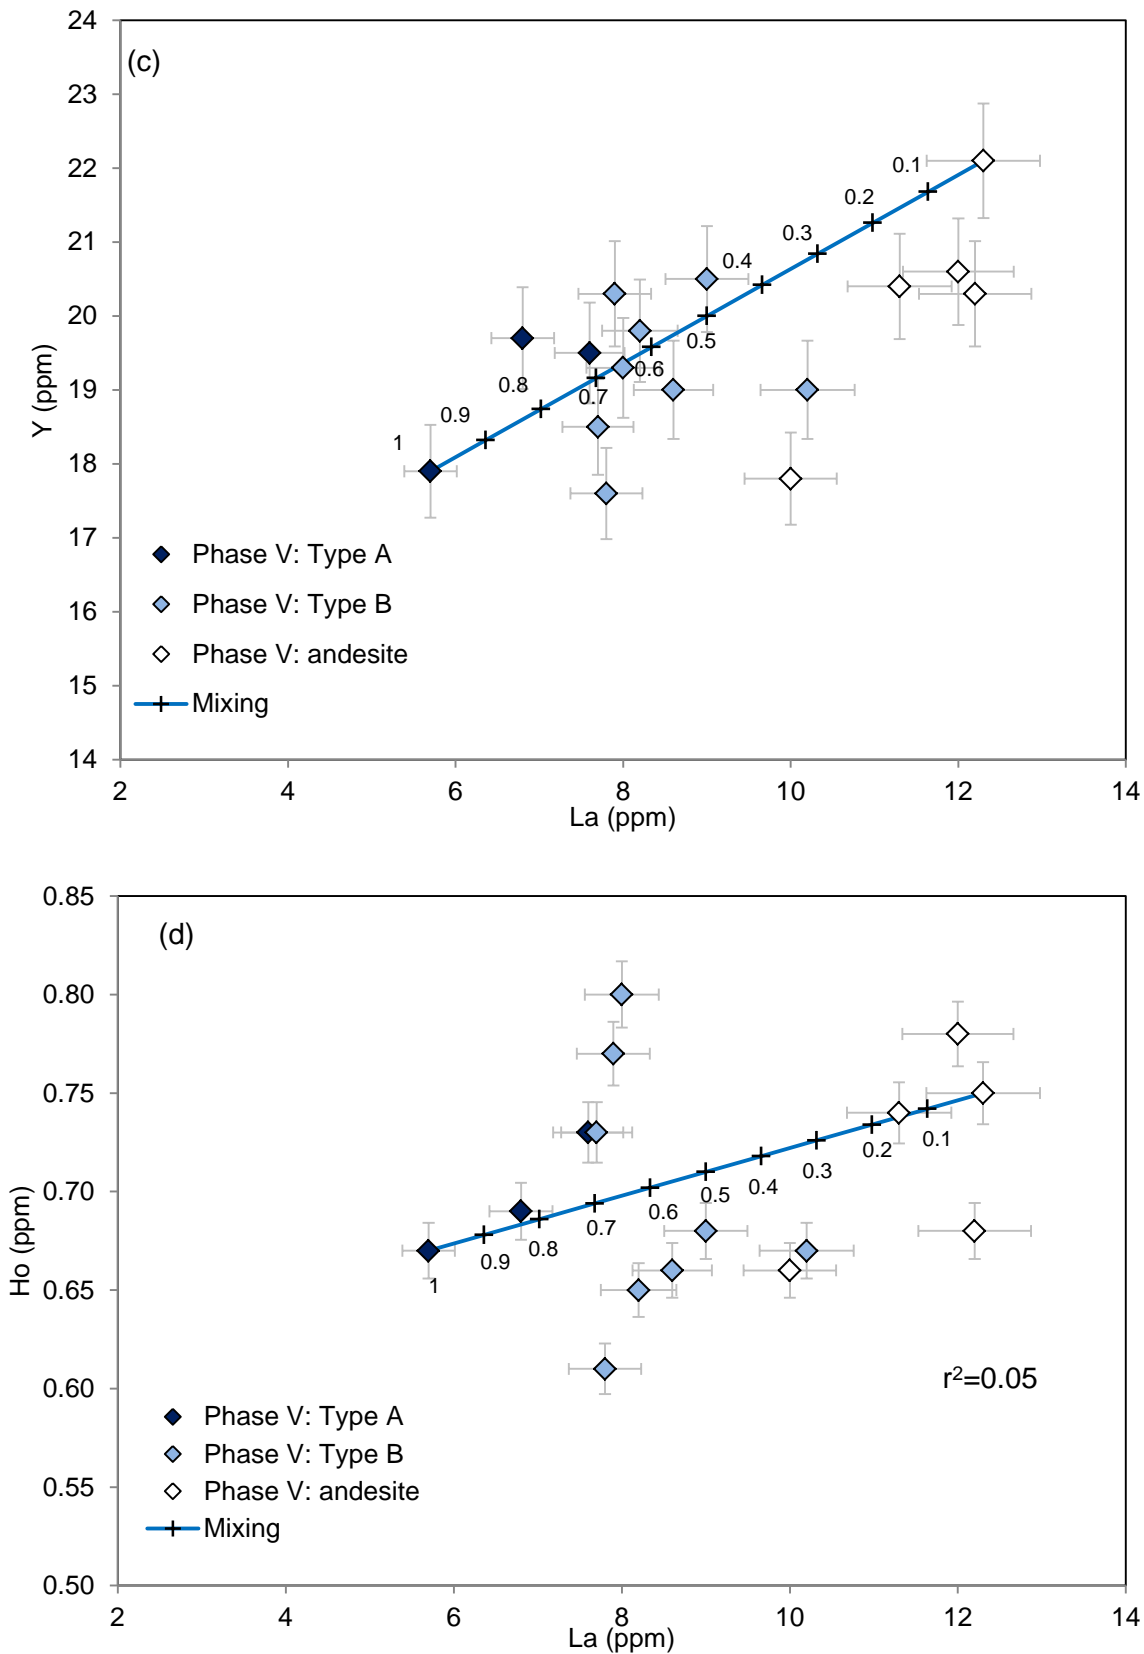 (c)
24
23
22
21
20
19
18
17
16
15
14
Y (ppm)
0.1
0.2
0.3
0.4
0.5
0.6
0.7
0.8
0.9
1
Phase V: Type A
Phase V: Type B
Phase V: andesite
Mixing
2 4 6 8 10 12 14
La (ppm)
(d)
0.85
0.80
0.75
0.70
0.65
0.60
0.55
0.50
Ho (ppm)
0.1
0.2
0.3
0.4
0.5
0.6
0.7
0.8
0.9
1
r²=0.05
Phase V: Type A
Phase V: Type B
Phase V: andesite
Mixing
2 4 6 8 10 12 14
La (ppm)